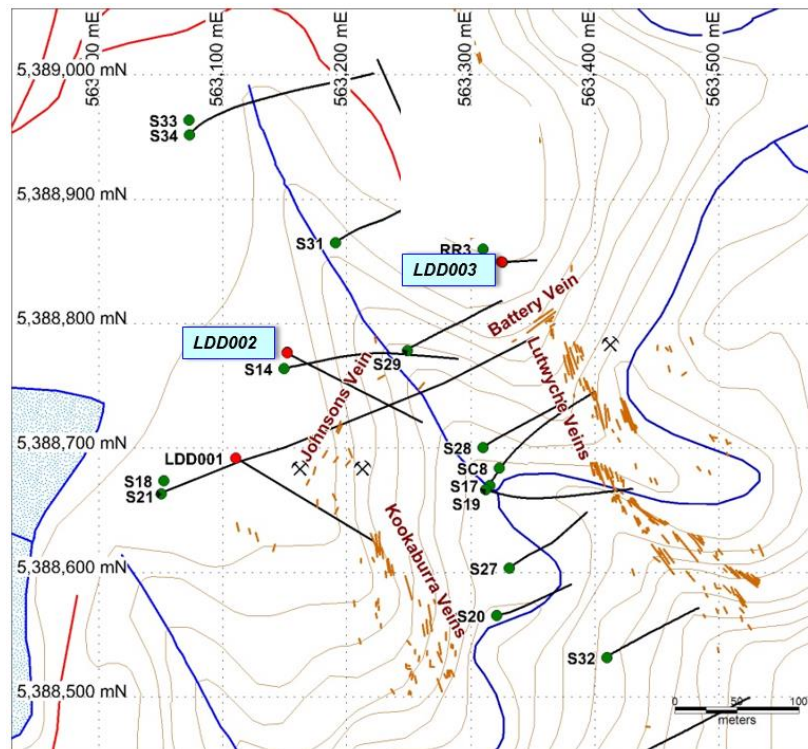 563,100 mE
563,200 mE
563,300 mE
563,400 mE
563,500 mE
5,389,000 mN
S33
S34
5,388,900 mN
S31
RR3
LDD003
5,388,800 mN
Battery Vein
LDD002
S14
S29
Johnsons Vein
Lutwyche Veins
5,388,700 mN
LDD001
S28
SC8
S18
S21
S17
S19
5,388,600 mN
Kookaburra Veins
S27
S20
S32
5,388,500 mN
0 50 100
meters